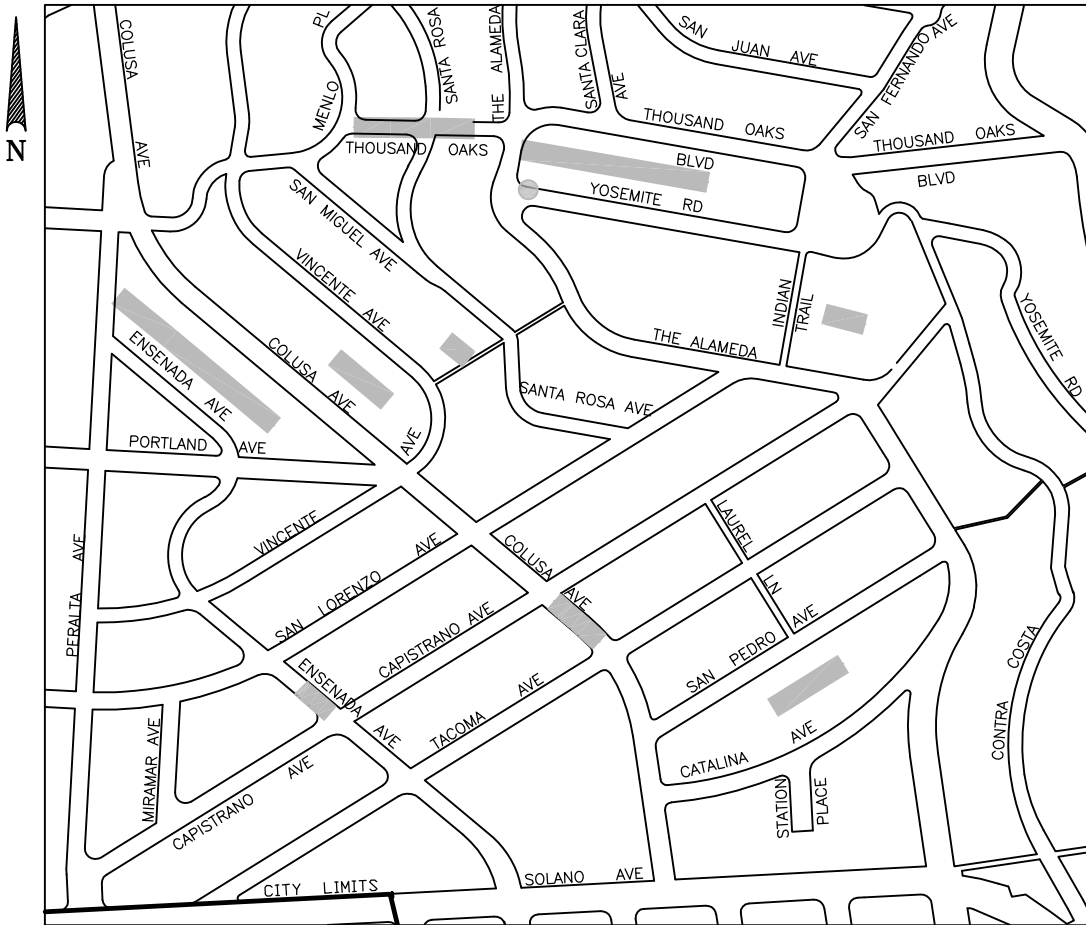 N
COLUSA
AVE
PL
MENLO
SANTA ROSA
THE ALAMEDA
SANTA CLARA
AVE
SAN JUAN AVE
SAN FERNANDO AVE
THOUSAND OAKS
THOUSAND OAKS
BLVD
THOUSAND OAKS
BLVD
YOSEMITE RD
SAN MIGUEL AVE
VINCENTE AVE
INDIAN
TRAIL
YOSEMITE RD
ENSENADA AVE
COLUSA AVE
THE ALAMEDA
SANTA ROSA AVE
PORTLAND AVE
AVE
VINCENTE
PERALTA AVE
SAN LORENZO AVE
COLUSA
AVE
LAUREL
LN
CAPISTRANO AVE
SAN PEDRO AVE
ENSENADA AVE
TACOMA AVE
CONTRA COSTA
MIRAMAR AVE
CATALINA AVE
STATION
PLACE
CAPISTRANO AVE
SOLANO AVE
CITY LIMITS